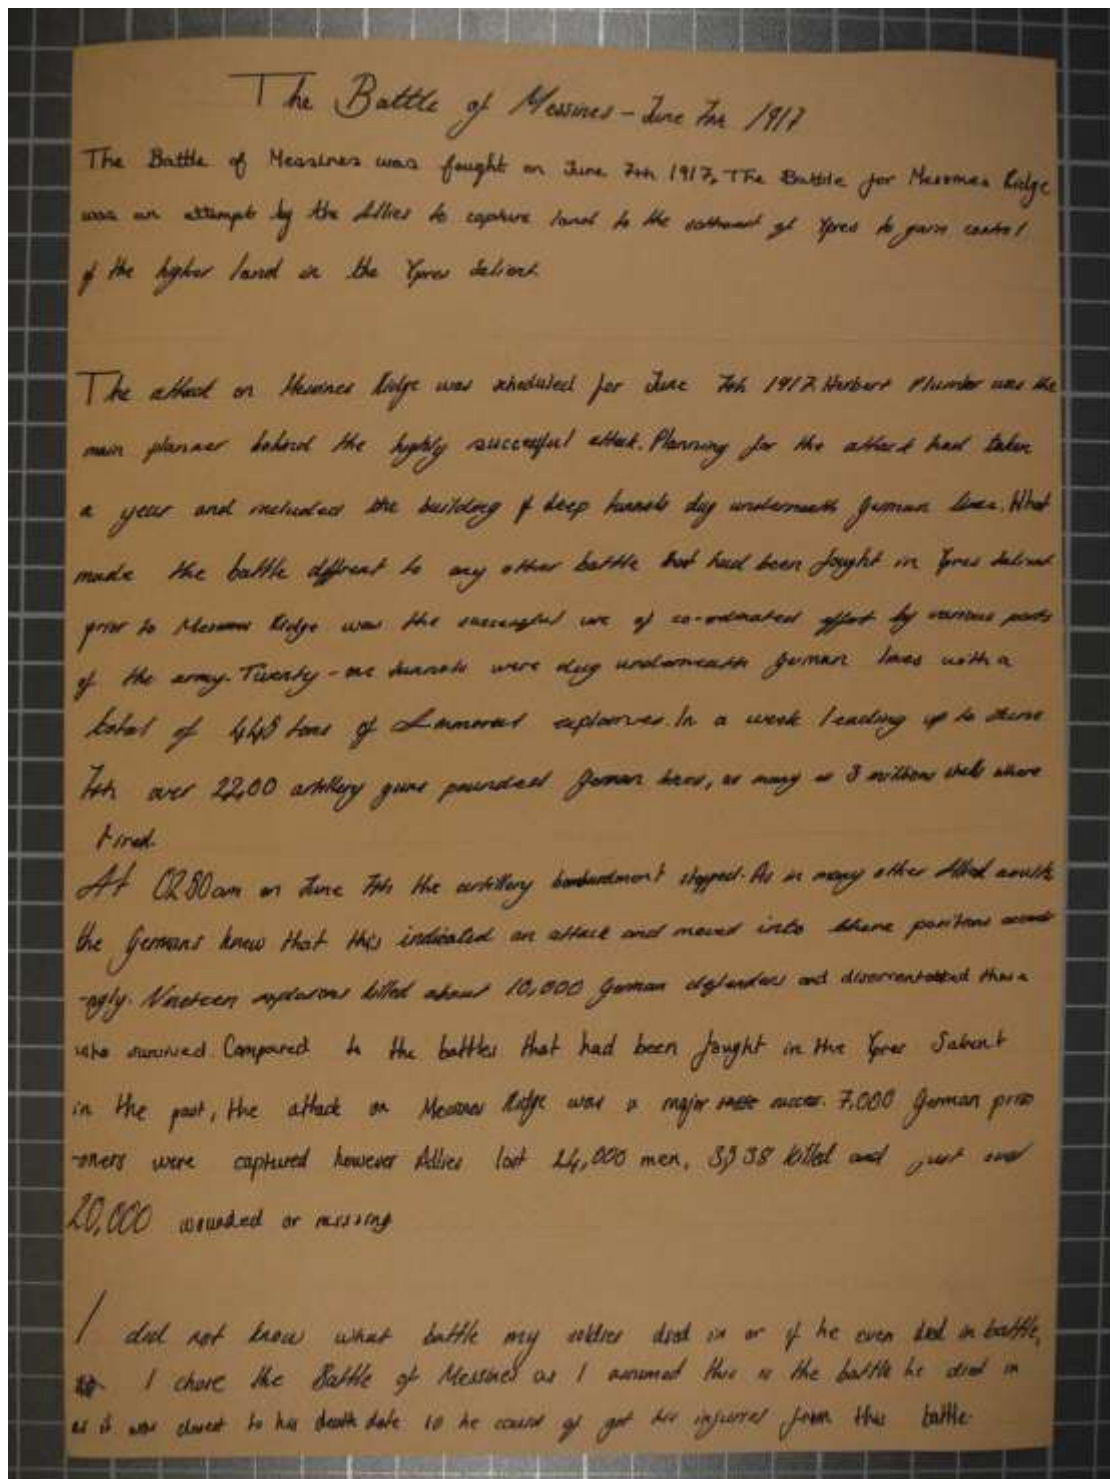 The Battle of Messines - June 7th 1917
The Battle of Messines was fought on June 7th 1917, The Battle for Messines Ridge
was an attempt by the Allies to capture land to the of Ypres to gain control
of the higher land in the Ypres Salient.
The attack on Messines Ridge was scheduled for June 7th 1917. Herbert Plumber was the
main planner behind the highly successful attack. Planning for the attack had taken
a year and included the building of deep tunnels dug underneath German lines. What
made the battle diffrent to any other battle that had been fought in Ypres Salient
prior to Messines Ridge was the successful use of co-ordinated effort by various parts
of the army. Twenty-one tunnels were dug underneath German lines with a
total of 448 tons of explosives. In a week leading up to June
7th over 22,00 artillery guns pounded German lines, as many as 3 millions shells where
fired.
At 0250am on June 7th the artillery bombardment stopped. As in many other Allied
the Germans knew that this indicated an attack and moved into positions
-ngly. Nineteen explosions killed about 10,000 German defenders and those
who survived. Compared to the battles that had been fought in the Ypres Salient
in the past, the attack on Messines Ridge was a major success. 7,000 German priso
-oners were captured however Allies lost 24,000 men, 3,538 killed and just over
20,000 wounded or missing
I did not know what battle my soldier died in or if he even died in battle,
I chose the Battle of Messines as I assumed this is the battle he died in
as it was closest to his death date so he could of got his injurres from this battle.